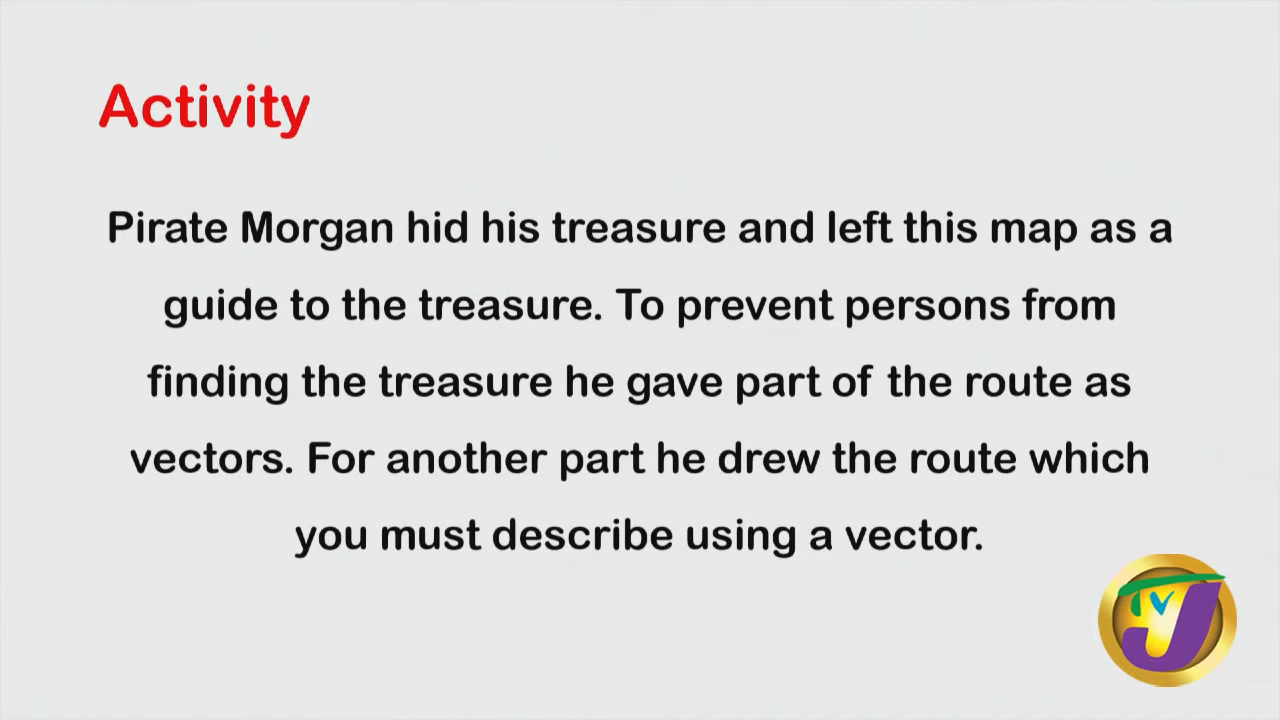 Activity
Pirate Morgan hid his treasure and left this map as a
guide to the treasure. To prevent persons from
finding the treasure he gave part of the route as
vectors. For another part he drew the route which
you must describe using a vector.
TVJ